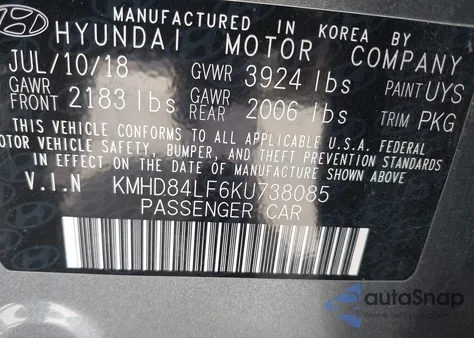 MANUFACTURED IN KOREA BY
HYUNDAI MOTOR COMPANY
JUL/10/18 GVWR 3924 lbs PAINT UYS
GAWR FRONT 2183 lbs GAWR REAR 2006 lbs TRIM PKG
THIS VEHICLE CONFORMS TO ALL APPLICABLE U.S.A. FEDERAL
MOTOR VEHICLE SAFETY, BUMPER, AND THEFT PREVENTION STANDARDS
IN EFFECT ON THE DATE OF MANUFACTURE SHOWN ABOVE.
V.I.N KMHD84LF6KU738085
PASSENGER CAR
autoSnap